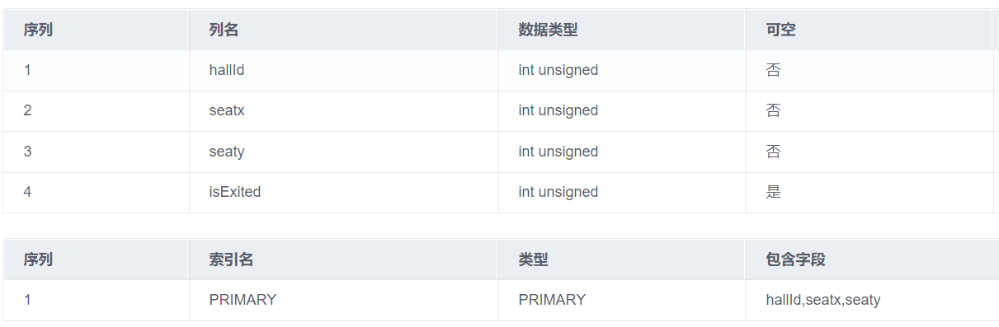 序列 列名 数据类型 可空
1 hallId int unsigned 否
2 seatx int unsigned 否
3 seaty int unsigned 否
4 isExited int unsigned 是
序列 索引名 类型 包含字段
1 PRIMARY PRIMARY hallId,seatx,seaty